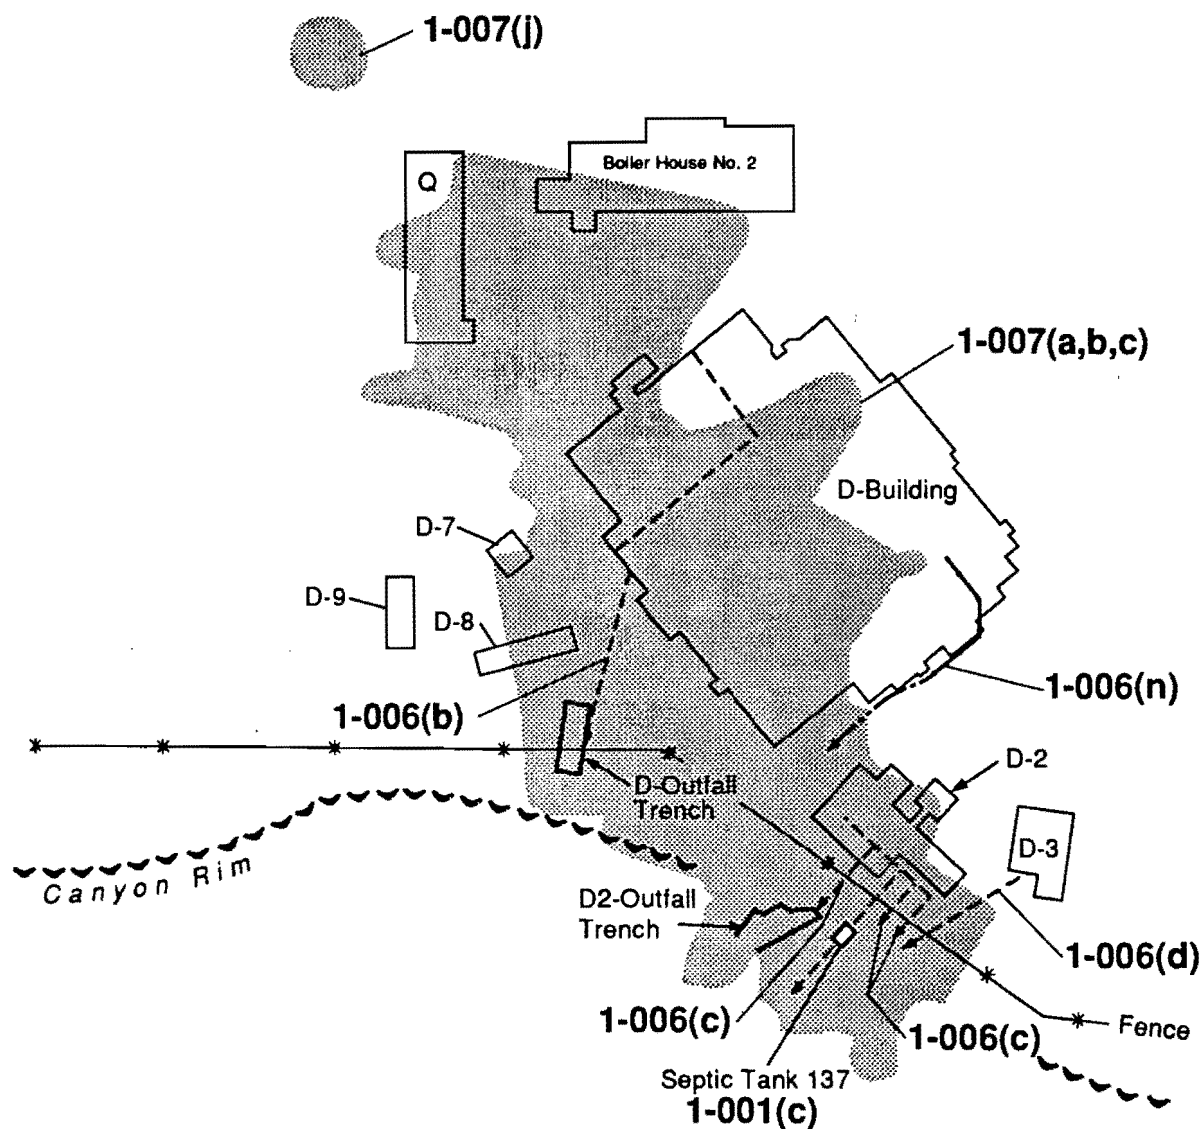 1-007(j)
Boiler House No. 2
Q
1-007(a,b,c)
D-Building
D-7
D-9
D-8
1-006(n)
1-006(b)
D-2
D-Outfall
Trench
D-3
Canyon Rim
D2-Outfall
Trench
1-006(d)
1-006(c)
1-006(c)
Fence
Septic Tank 137
1-001(c)